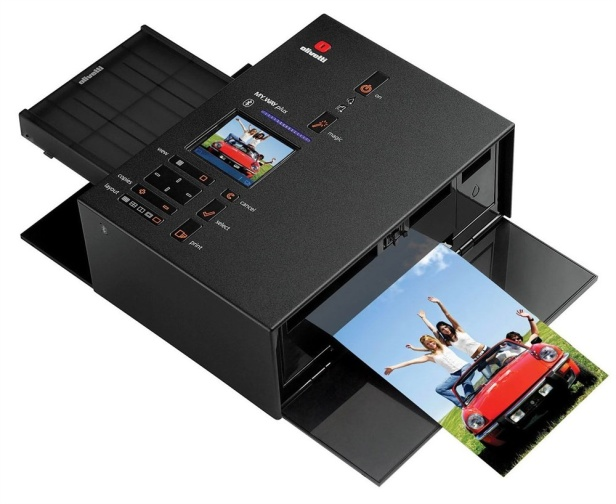 olivetti
olivetti
MY_WAY plus
on
magic
view
copies
layout
cancel
select
print